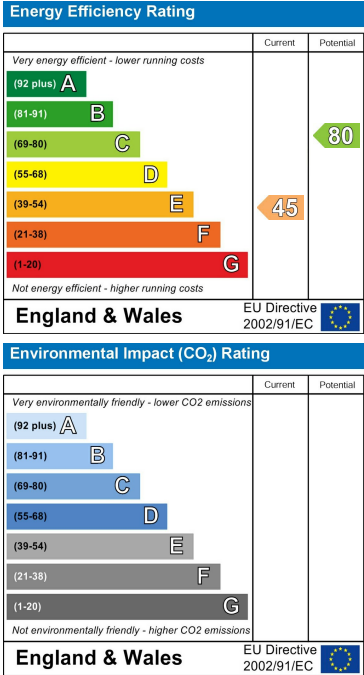 Energy Efficiency Rating
Current Potential
Very energy efficient - lower running costs
(92 plus) A
(81-91) B
(69-80) C
80
(55-68) D
(39-54) E
45
(21-38) F
(1-20) G
Not energy efficient - higher running costs
England & Wales
EU Directive
2002/91/EC
Environmental Impact (CO₂) Rating
Current Potential
Very environmentally friendly - lower CO2 emissions
(92 plus) A
(81-91) B
(69-80) C
(55-68) D
(39-54) E
(21-38) F
(1-20) G
Not environmentally friendly - higher CO2 emissions
England & Wales
EU Directive
2002/91/EC